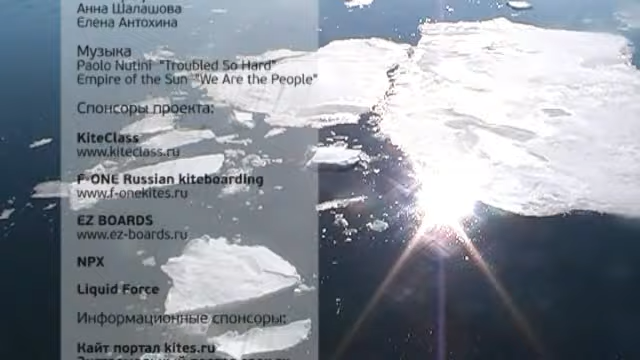 Анна Шалашова
Елена Антохина
Музыка
Paolo Nutini "Troubled So Hard"
Empire of the Sun "We Are the People"
Спонсоры проекта:
KiteClass
www.kiteclass.ru
F-ONE Russian kiteboarding
www.f-onekites.ru
EZ BOARDS
www.ez-boards.ru
NPX
Liquid Force
Информационные спонсоры:
Кайт портал kites.ru